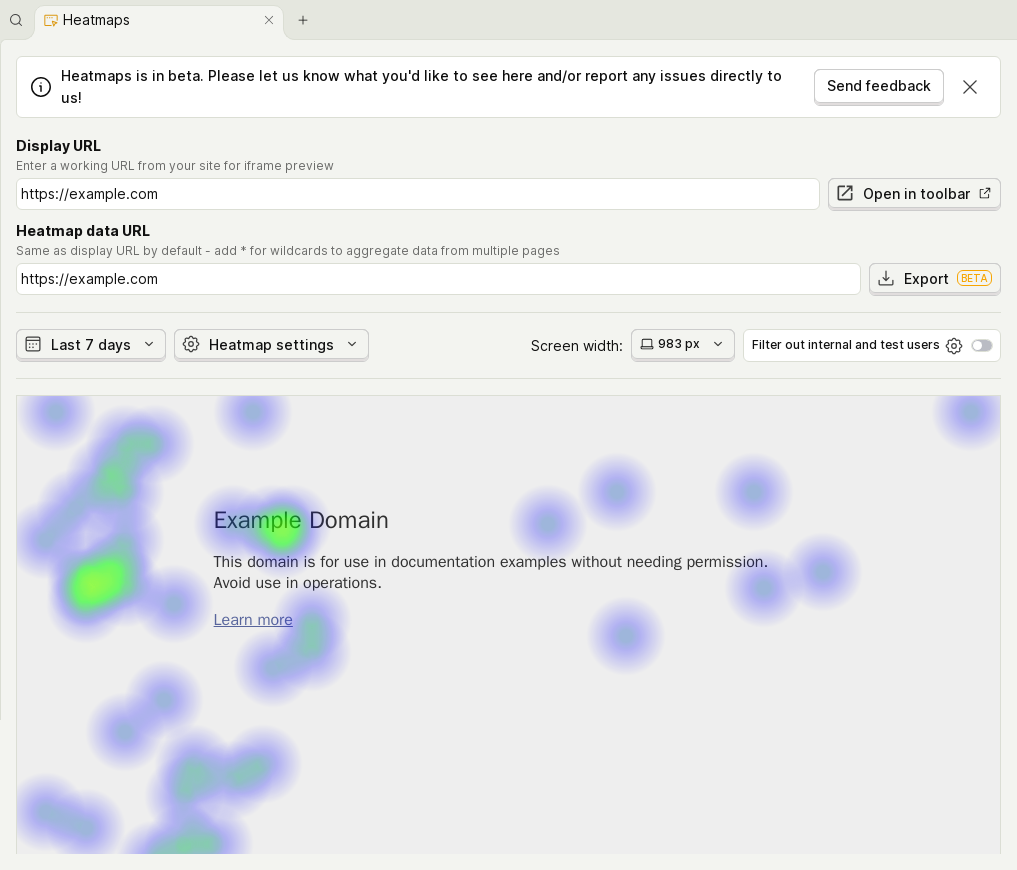 Heatmaps
Heatmaps is in beta. Please let us know what you'd like to see here and/or report any issues directly to
us!
Send feedback
Display URL
Enter a working URL from your site for iframe preview
https://example.com
Open in toolbar
Heatmap data URL
Same as display URL by default - add * for wildcards to aggregate data from multiple pages
https://example.com
Export BETA
Last 7 days
Heatmap settings
Screen width:
983 px
Filter out internal and test users
Example Domain
This domain is for use in documentation examples without needing permission.
Avoid use in operations.
Learn more